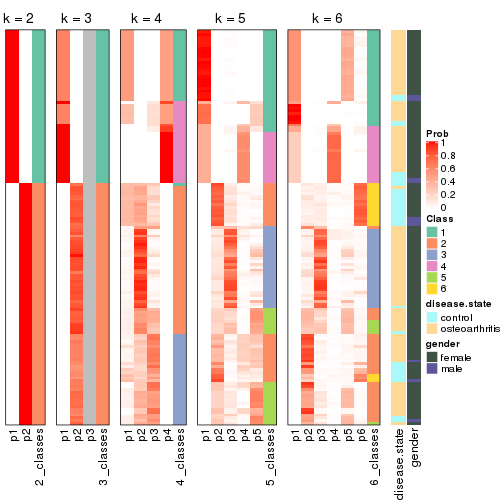 k = 2 k = 3 k = 4 k = 5 k = 6
Prob
1
0.8
0.6
0.4
0.2
0
Class
1
2
3
4
5
6
disease.state
control
osteoarthritis
gender
female
male
p1 p2 2_classes p1 p2 p3 3_classes p1 p2 p3 p4 4_classes p1 p2 p3 p4 p5 5_classes p1 p2 p3 p4 p5 p6 6_classes disease.state gender